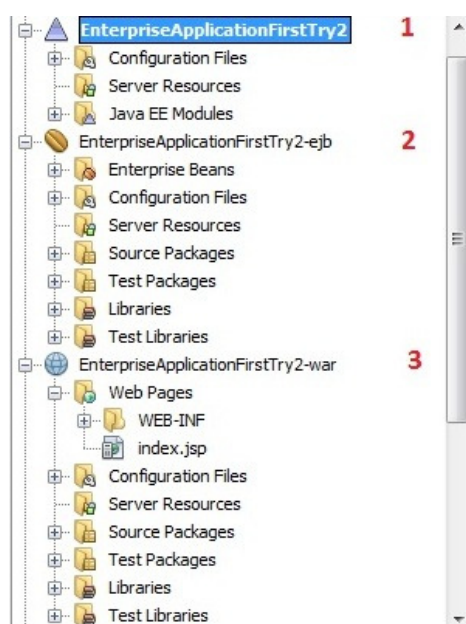 EnterpriseApplicationFirstTry2 1
Configuration Files
Server Resources
Java EE Modules
EnterpriseApplicationFirstTry2-ejb 2
Enterprise Beans
Configuration Files
Server Resources
Source Packages
Test Packages
Libraries
Test Libraries
EnterpriseApplicationFirstTry2-war 3
Web Pages
WEB-INF
index.jsp
Configuration Files
Server Resources
Source Packages
Test Packages
Libraries
Test Libraries